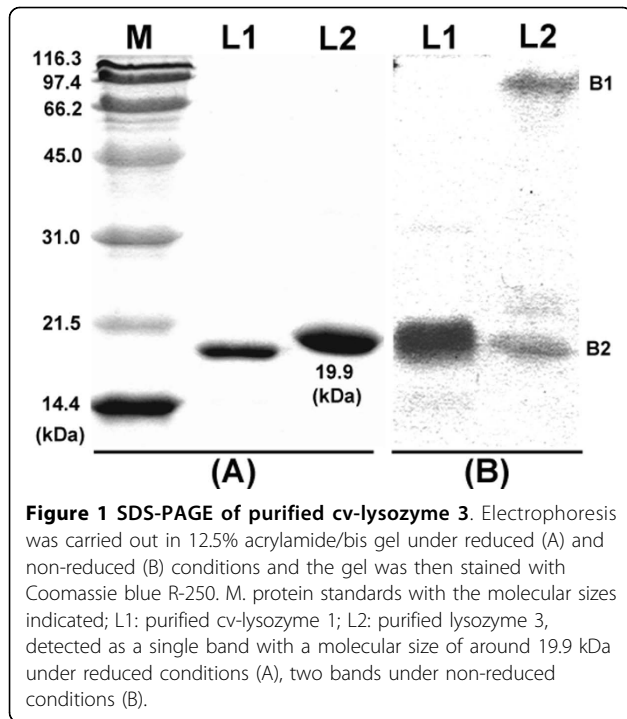 M L1 L2 L1 L2
116.3
97.4
66.2
45.0
31.0
21.5
14.4
(kDa)
19.9
(kDa)
B1
B2
(A) (B)
Figure 1 SDS-PAGE of purified cv-lysozyme 3. Electrophoresis
was carried out in 12.5% acrylamide/bis gel under reduced (A) and
non-reduced (B) conditions and the gel was then stained with
Coomassie blue R-250. M. protein standards with the molecular sizes
indicated; L1: purified cv-lysozyme 1; L2: purified lysozyme 3,
detected as a single band with a molecular size of around 19.9 kDa
under reduced conditions (A), two bands under non-reduced
conditions (B).